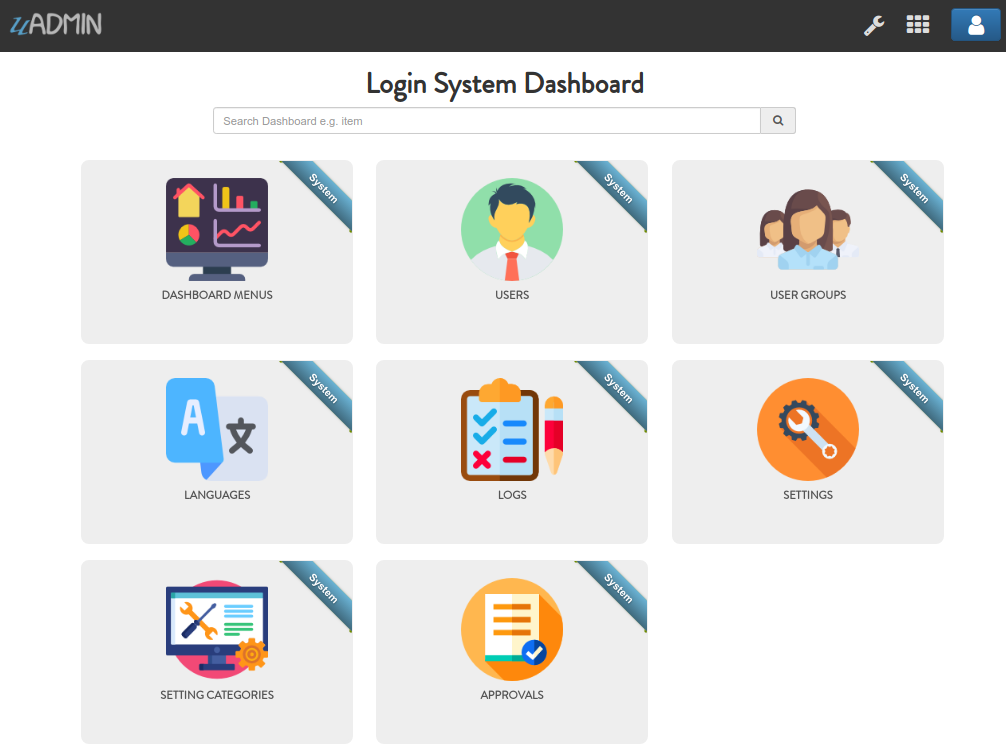 uADMIN
Login System Dashboard
Search Dashboard e.g. item
System
DASHBOARD MENUS
System
USERS
System
USER GROUPS
System
A 文
LANGUAGES
System
LOGS
System
SETTINGS
System
SETTING CATEGORIES
System
APPROVALS